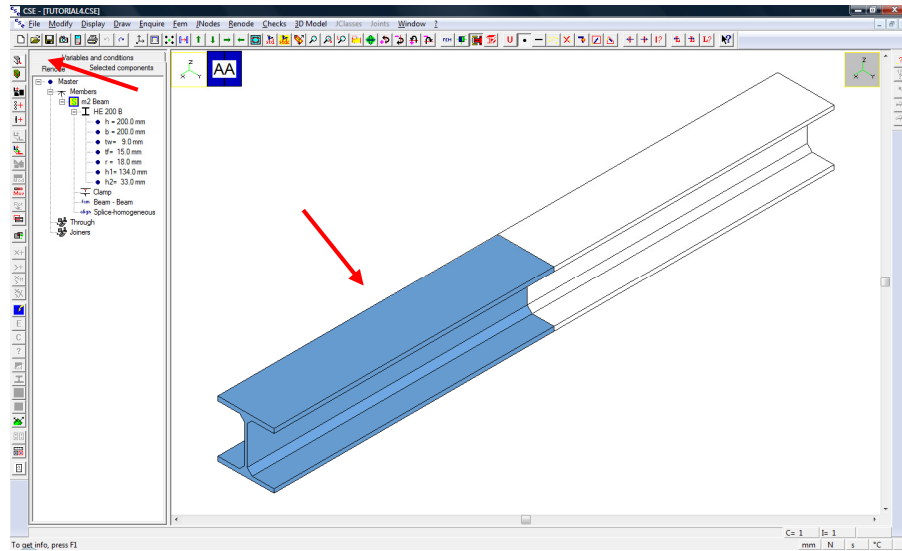 CSE - [TUTORIAL4.CSE]
File Modify Display Draw Enquire Fem JNodes Renode Checks 3D Model JClasses Joints Window ?
Variables and conditions
Renode Selected components
Master
Members
m2 Beam
HE 200 B
h = 200.0 mm
b = 200.0 mm
tw= 9.0 mm
tf= 15.0 mm
r = 18.0 mm
h1= 134.0 mm
h2= 33.0 mm
Clamp
Beam - Beam
Splice-homogeneous
Through
Joiners
Z
X Y
AA
Z
X Y
C= 1 I= 1
To get info, press F1
mm N s °C